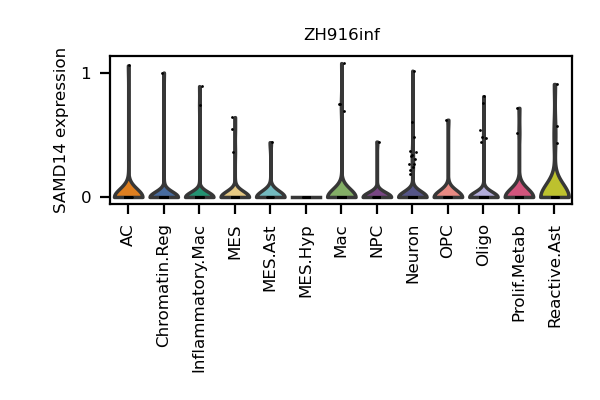 ZH916inf
SAMD14 expression
1
0
AC
Chromatin.Reg
Inflammatory.Mac
MES
MES.Ast
MES.Hyp
Mac
NPC
Neuron
OPC
Oligo
Prolif.Metab
Reactive.Ast